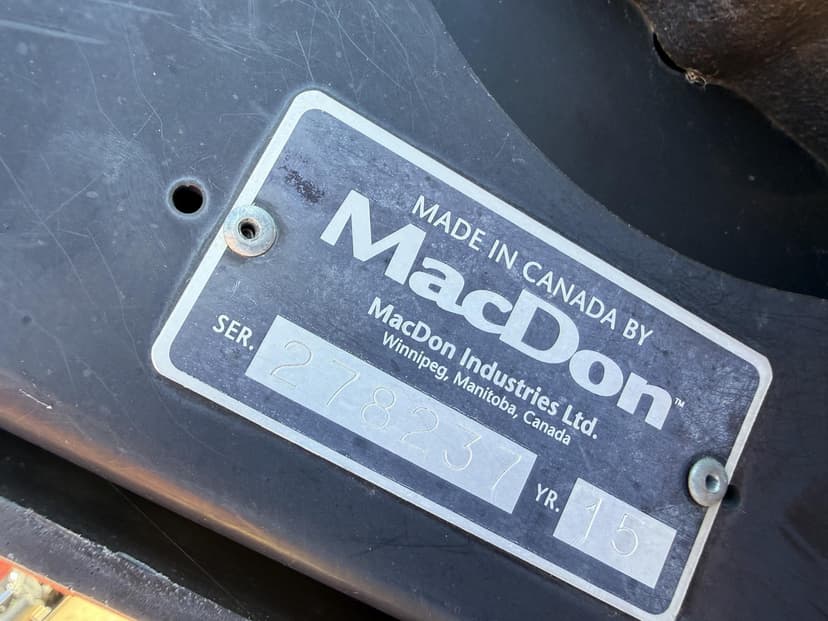 MADE IN CANADA BY
MacDon™
MacDon Industries Ltd.
Winnipeg, Manitoba, Canada
SER. 278237 YR. 15